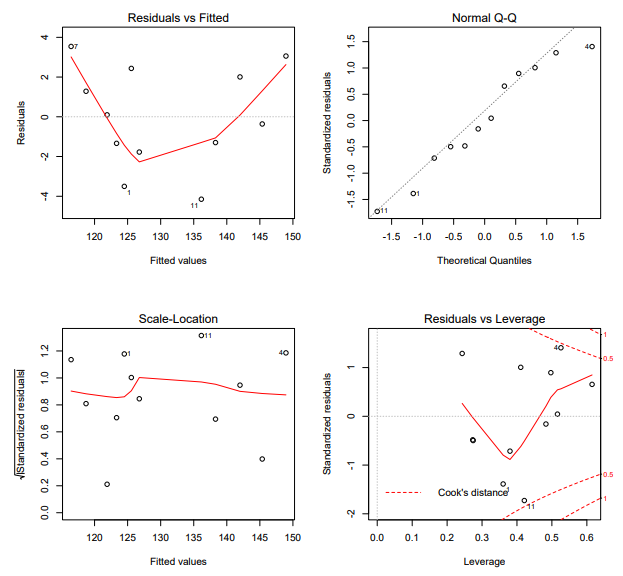 Residuals vs Fitted
Residuals
4
2
0
-2
-4
7
1
11
120 125 130 135 140 145 150
Fitted values
Normal Q-Q
Standardized residuals
1.5
1.0
0.5
0.0
-0.5
-1.0
-1.5
4
1
11
-1.5 -1.0 -0.5 0.0 0.5 1.0 1.5
Theoretical Quantiles
Scale-Location
√|Standardized residuals|
1.2
1.0
0.8
0.6
0.4
0.2
0.0
11
1
4
120 125 130 135 140 145 150
Fitted values
Residuals vs Leverage
Standardized residuals
1
0
-1
-2
4
1
0.5
0.5
1
Cook's distance
1
11
0.0 0.1 0.2 0.3 0.4 0.5 0.6
Leverage